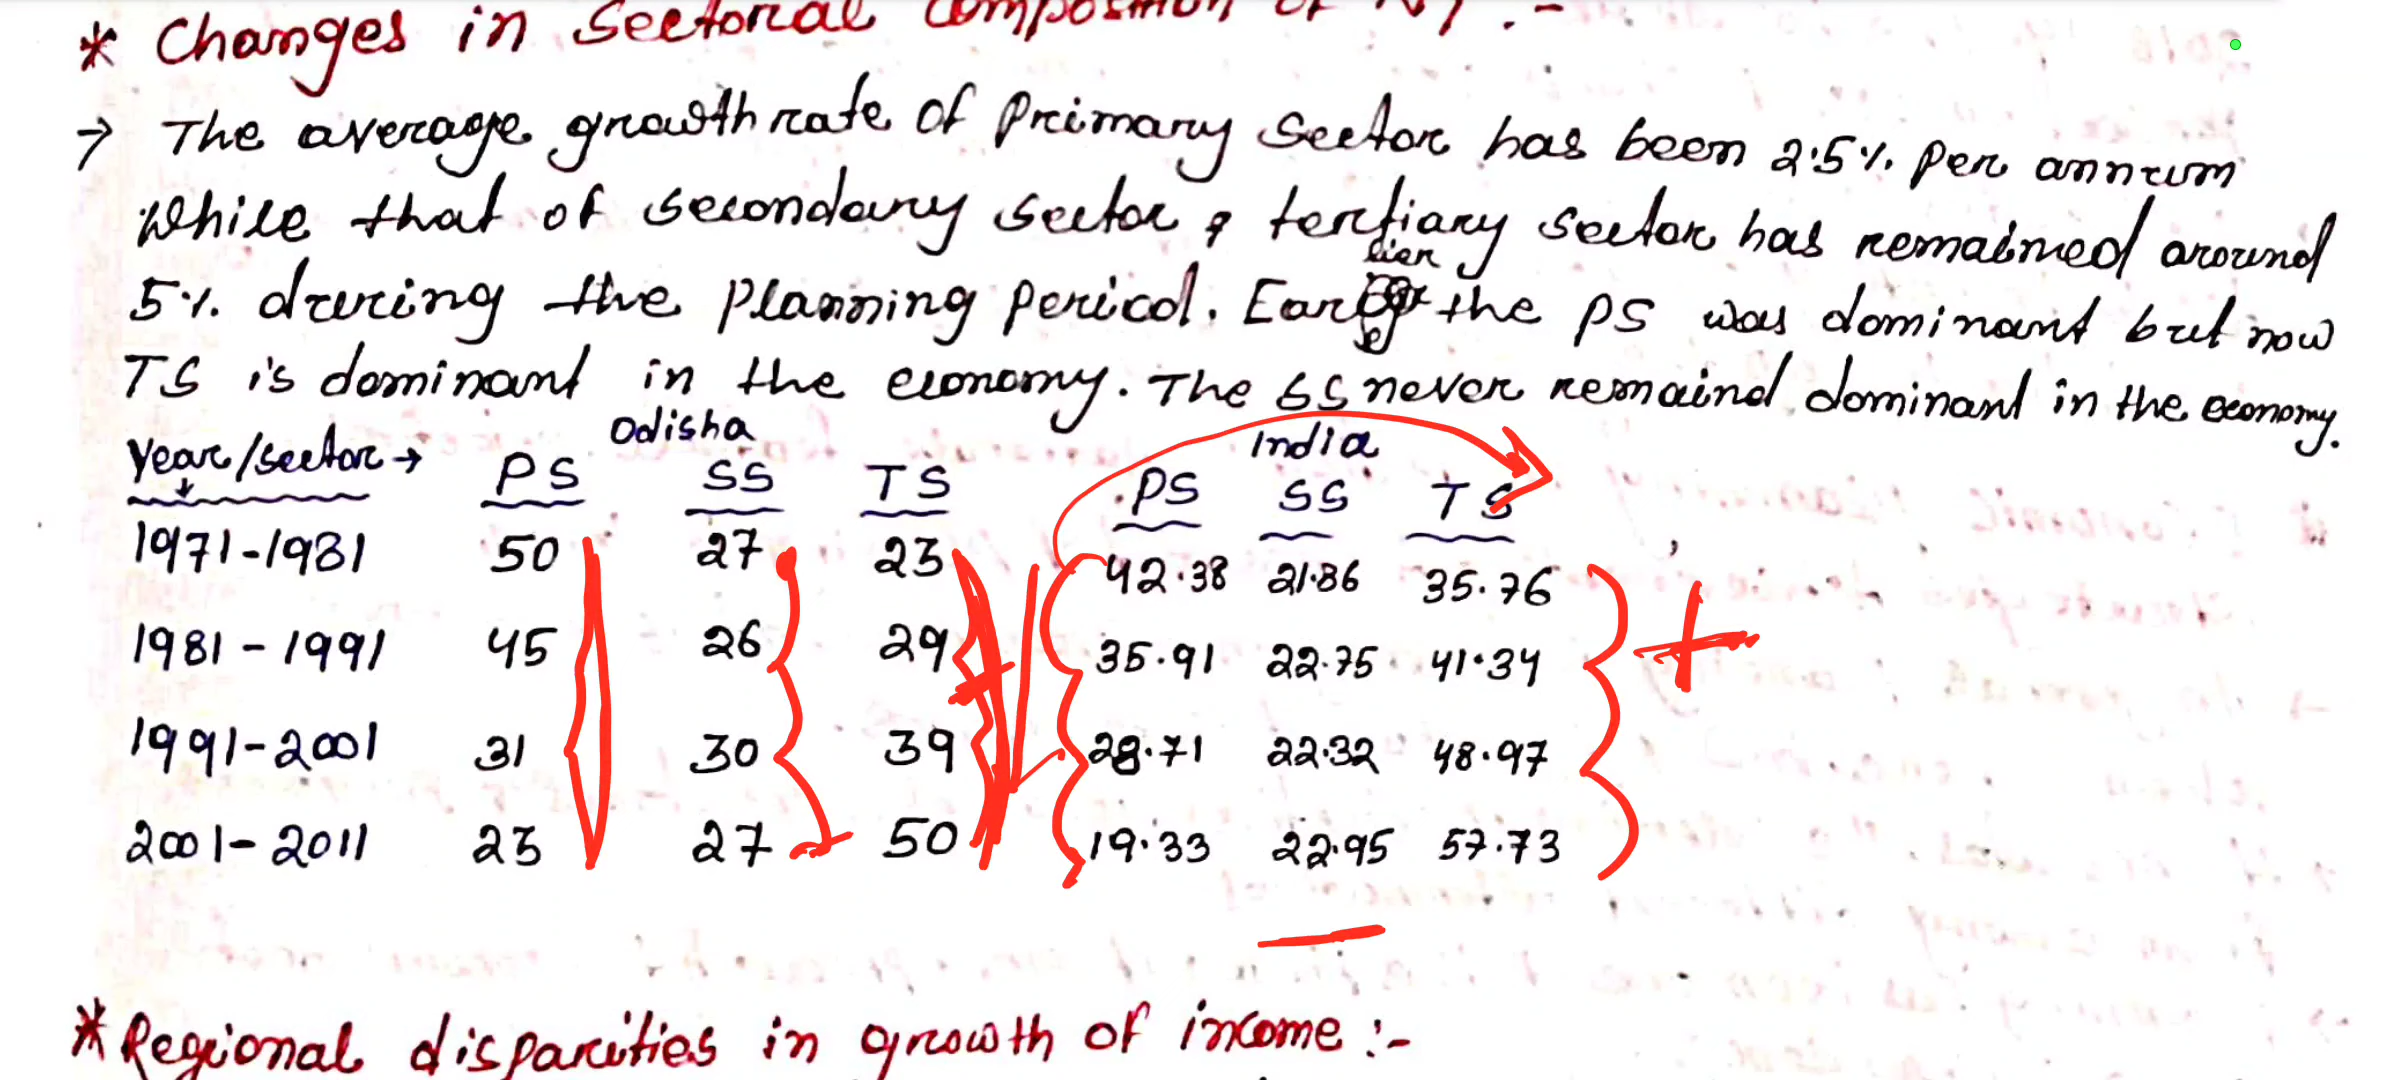 * Changes in Sectorial Composition of NI :-
→ The average growth rate of Primary Sector has been 2.5% per annum
While that of secondary sector & tertiary sector has remained around
5% during the planning period. Earlier the PS was dominant but now
TS is dominant in the economy. The SS never remaind dominant in the economy.
Odisha India
Year/Sector → PS SS TS PS SS TS
1971-1981 50 27 23 42.38 21.86 35.76
1981-1991 45 26 29 35.91 22.75 41.34
1991-2001 31 30 39 28.71 22.32 48.97
2001-2011 23 27 50 19.33 22.95 57.73
* Regional disparities in growth of income :-